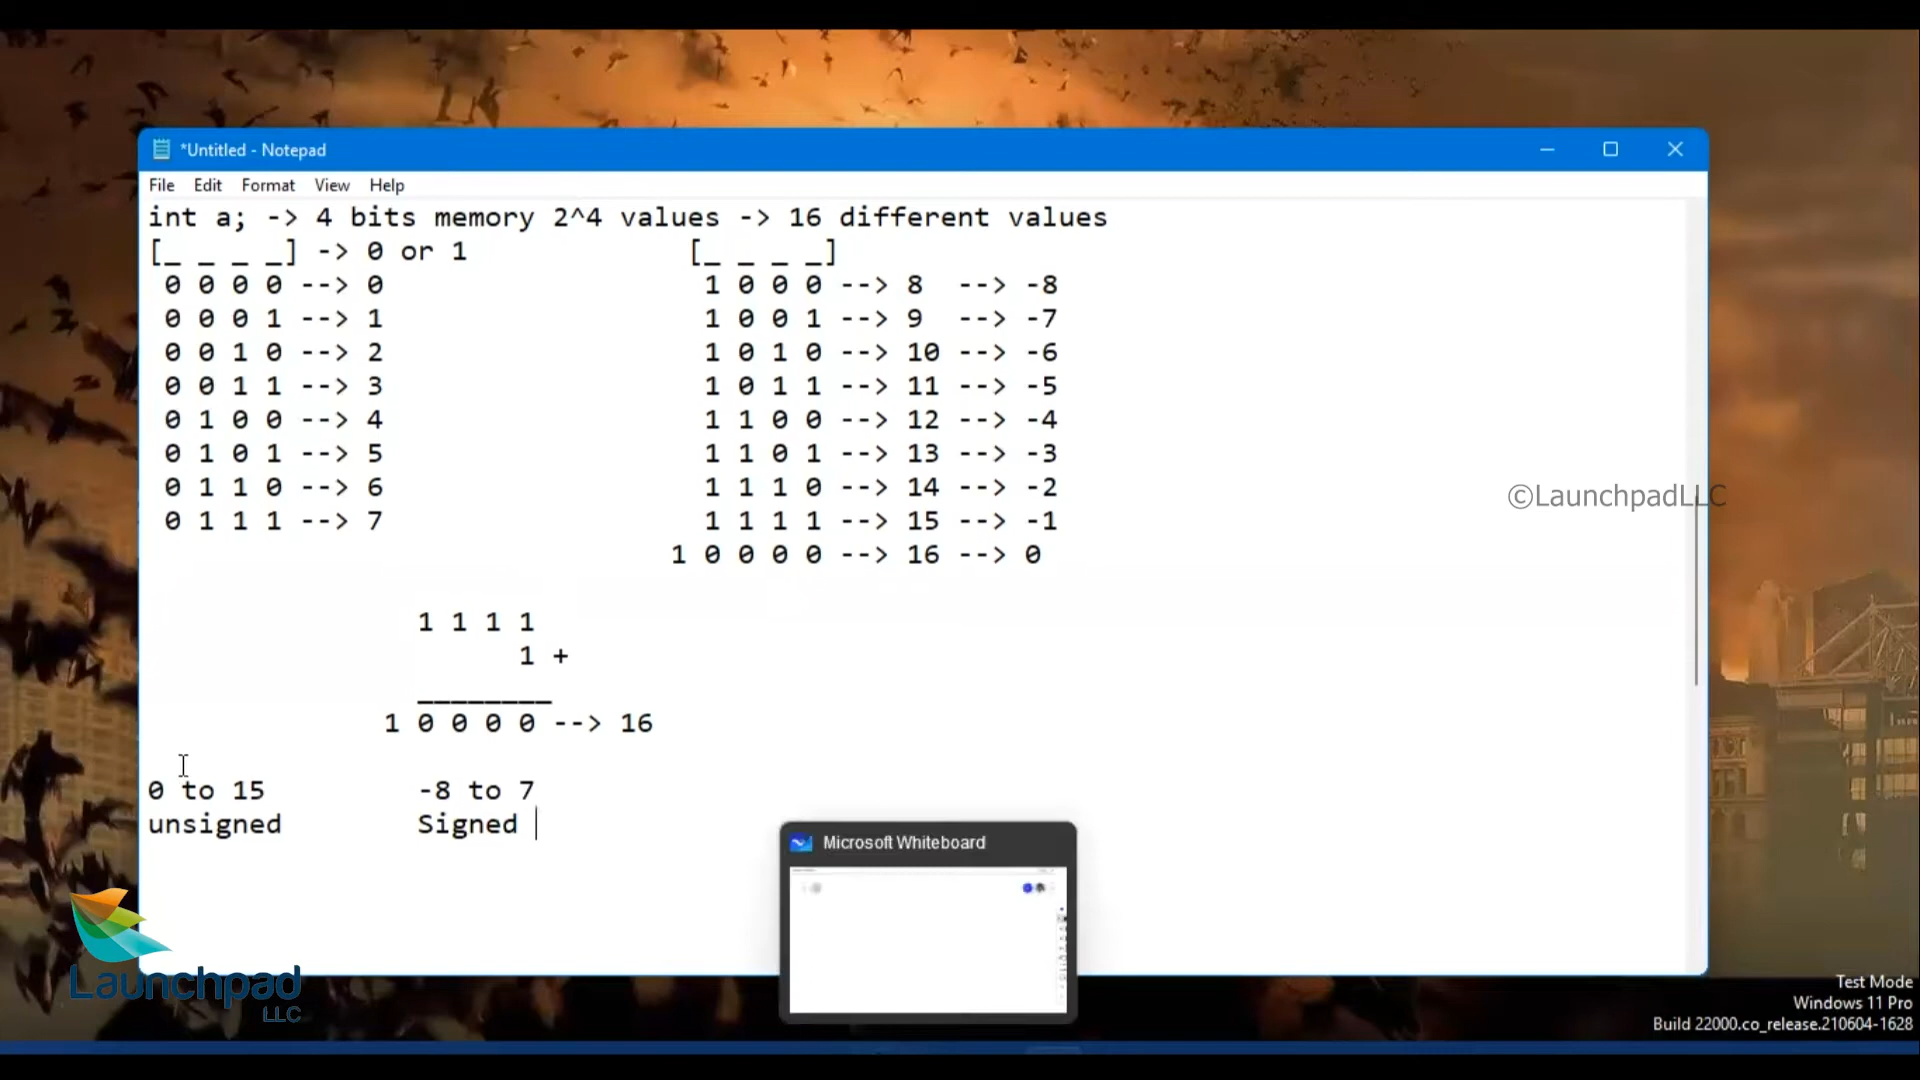 *Untitled - Notepad
File Edit Format View Help
int a; -> 4 bits memory 2^4 values -> 16 different values
[_ _ _ _] -> 0 or 1 [_ _ _ _]
0 0 0 0 --> 0 1 0 0 0 --> 8 --> -8
0 0 0 1 --> 1 1 0 0 1 --> 9 --> -7
0 0 1 0 --> 2 1 0 1 0 --> 10 --> -6
0 0 1 1 --> 3 1 0 1 1 --> 11 --> -5
0 1 0 0 --> 4 1 1 0 0 --> 12 --> -4
0 1 0 1 --> 5 1 1 0 1 --> 13 --> -3
0 1 1 0 --> 6 1 1 1 0 --> 14 --> -2
©LaunchpadLLC
0 1 1 1 --> 7 1 1 1 1 --> 15 --> -1
1 0 0 0 0 --> 16 --> 0
1 1 1 1
1 +
________
1 0 0 0 0 --> 16
0 to 15 -8 to 7
unsigned Signed
Microsoft Whiteboard
Launchpad
LLC
Test Mode
Windows 11 Pro
Build 22000.co_release.210604-1628